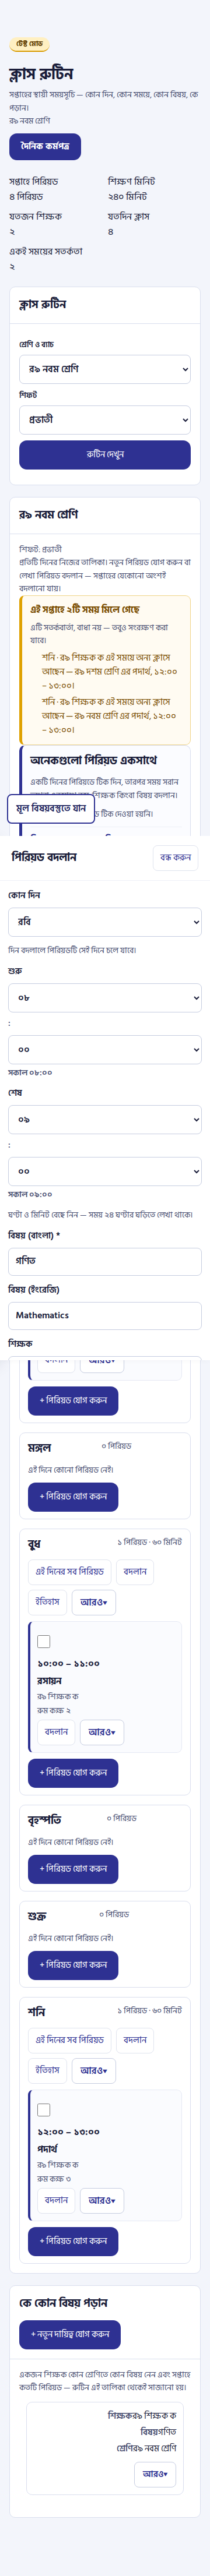 টেস্ট মোড
ক্লাস রুটিন
সপ্তাহের স্থায়ী সময়সূচি — কোন দিন, কোন সময়ে, কোন বিষয়, কে
পড়ান।
র৯ নবম শ্রেণি
দৈনিক কর্মপত্র
সপ্তাহে পিরিয়ড
৪ পিরিয়ড
শিক্ষণ মিনিট
২৪০ মিনিট
যতজন শিক্ষক
২
যতদিন ক্লাস
৪
একই সময়ের সতর্কতা
২
ক্লাস রুটিন
শ্রেণি ও ব্যাচ
র৯ নবম শ্রেণি
শিফট
প্রভাতী
রুটিন দেখুন
র৯ নবম শ্রেণি
শিফট: প্রভাতী
প্রতিটি দিনের নিজের তালিকা। নতুন পিরিয়ড যোগ করুন বা
লেখা পিরিয়ড বদলান — সপ্তাহের যেকোনো অংশই
বদলানো যায়।
এই সপ্তাহে ২টি সময় মিলে গেছে
এটি সতর্কবার্তা, বাধা নয় — তবুও সংরক্ষণ করা
যাবে।
শনি · র৯ শিক্ষক ক এই সময়ে অন্য ক্লাসে
আছেন — র৯ দশম শ্রেণি এর পদার্থ, ১২:০০
– ১৩:০০।
শনি · র৯ শিক্ষক ক এই সময়ে অন্য ক্লাসে
আছেন — র৯ নবম শ্রেণি এর পদার্থ, ১২:০০
– ১৩:০০।
অনেকগুলো পিরিয়ড একসাথে
একটি দিনের পিরিয়ডে টিক দিন, তারপর সময় সরান
শিক্ষক কিংবা বিষয় বদলান।
মূল বিষয়বস্তুতে যান
টিক দেওয়া হয়নি।
পিরিয়ড বদলান
বন্ধ করুন
কোন দিন
রবি
দিন বদলালে পিরিয়ডটি সেই দিনে চলে যাবে।
শুরু
০৮
:
০০
সকাল ০৮:০০
শেষ
০৯
:
০০
সকাল ০৯:০০
ঘণ্টা ও মিনিট বেছে নিন — সময় ২৪ ঘণ্টার ঘড়িতে লেখা থাকে।
বিষয় (বাংলা) *
গণিত
বিষয় (ইংরেজি)
Mathematics
শিক্ষক
বদলান
আরও▾
+ পিরিয়ড যোগ করুন
মঙ্গল
০ পিরিয়ড
এই দিনে কোনো পিরিয়ড নেই।
+ পিরিয়ড যোগ করুন
বুধ
১ পিরিয়ড · ৬০ মিনিট
এই দিনের সব পিরিয়ড
বদলান
ইতিহাস
আরও▾
১০:০০ – ১১:০০
রসায়ন
র৯ শিক্ষক ক
রুম কক্ষ ২
বদলান
আরও▾
+ পিরিয়ড যোগ করুন
বৃহস্পতি
০ পিরিয়ড
এই দিনে কোনো পিরিয়ড নেই।
+ পিরিয়ড যোগ করুন
শুক্র
০ পিরিয়ড
এই দিনে কোনো পিরিয়ড নেই।
+ পিরিয়ড যোগ করুন
শনি
১ পিরিয়ড · ৬০ মিনিট
এই দিনের সব পিরিয়ড
বদলান
ইতিহাস
আরও▾
১২:০০ – ১৩:০০
পদার্থ
র৯ শিক্ষক ক
রুম কক্ষ ৩
বদলান
আরও▾
+ পিরিয়ড যোগ করুন
কে কোন বিষয় পড়ান
+ নতুন দায়িত্ব যোগ করুন
একজন শিক্ষক কোন শ্রেণিতে কোন বিষয় নেন এবং সপ্তাহে
কতটি পিরিয়ড — রুটিন এই তালিকা থেকেই সাজানো হয়।
শিক্ষকর৯ শিক্ষক ক
বিষয়গণিত
শ্রেণির৯ নবম শ্রেণি
আরও▾